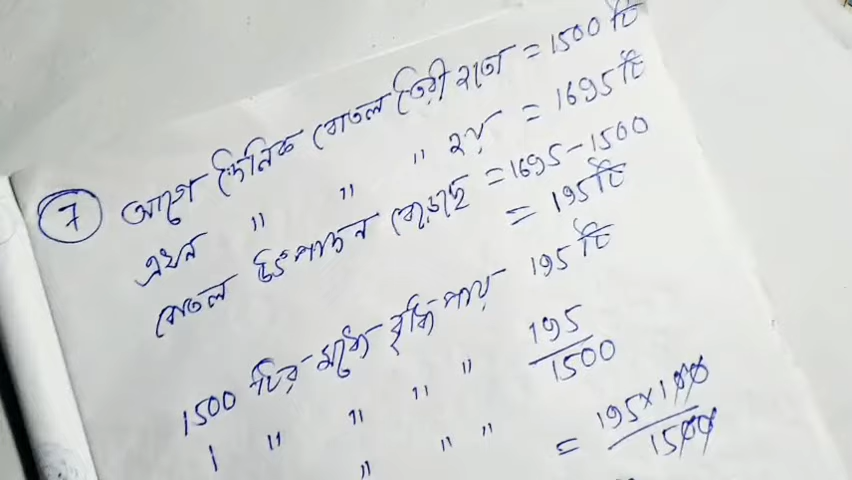 7 আগে দৈনিক বোতল তৈরী হতো = 1500 টি
এখন " " " হয় = 1695 টি
বোতল উৎপাদন বেড়েছে = 1695 - 1500
= 195 টি
1500 টির মধ্যে বৃদ্ধি পায় 195 টি
1 " " " " 195/1500
" " " = 195×100/1500